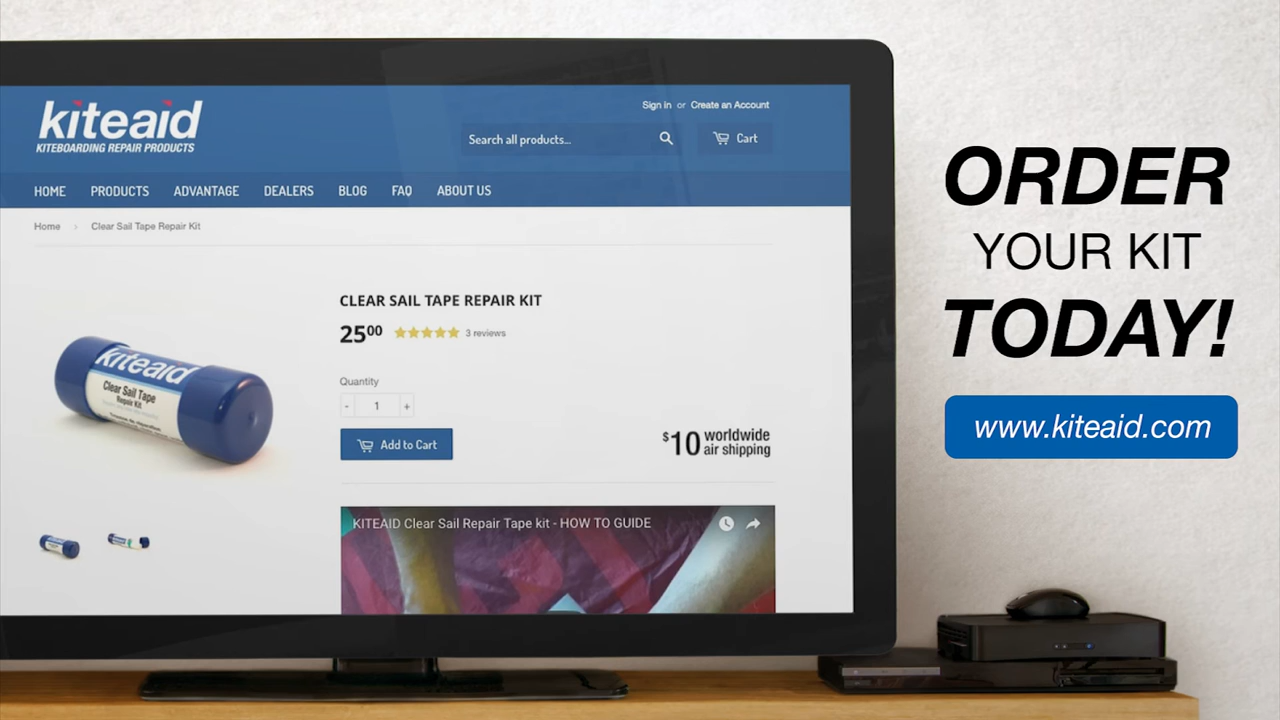 kiteaid
KITEBOARDING REPAIR PRODUCTS
Sign in or Create an Account
Search all products...
Cart
HOME PRODUCTS ADVANTAGE DEALERS BLOG FAQ ABOUT US
Home › Clear Sail Tape Repair Kit
kiteaid
Clear Sail Tape
Repair Kit
CLEAR SAIL TAPE REPAIR KIT
25⁰⁰ 3 reviews
Quantity
- 1 +
Add to Cart
$10 worldwide
air shipping
KITEAID Clear Sail Repair Tape kit - HOW TO GUIDE
ORDER
YOUR KIT
TODAY!
www.kiteaid.com